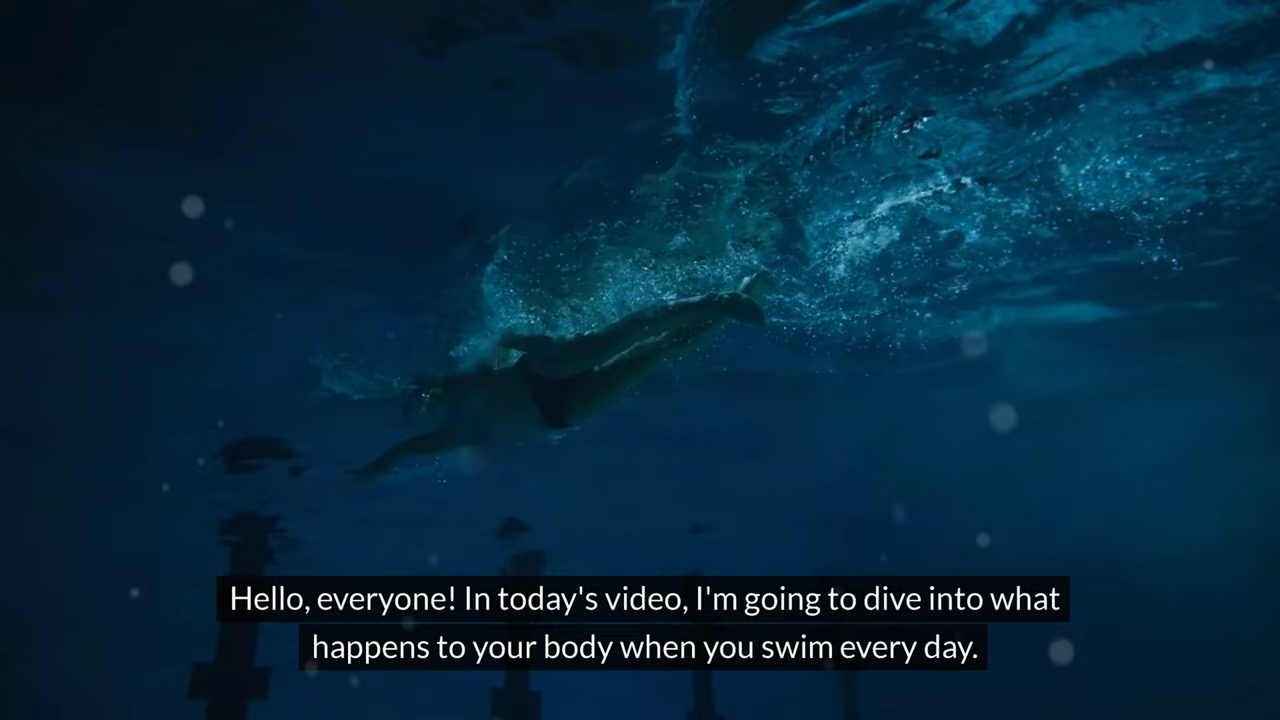 Hello, everyone! In today's video, I'm going to dive into what
happens to your body when you swim every day.